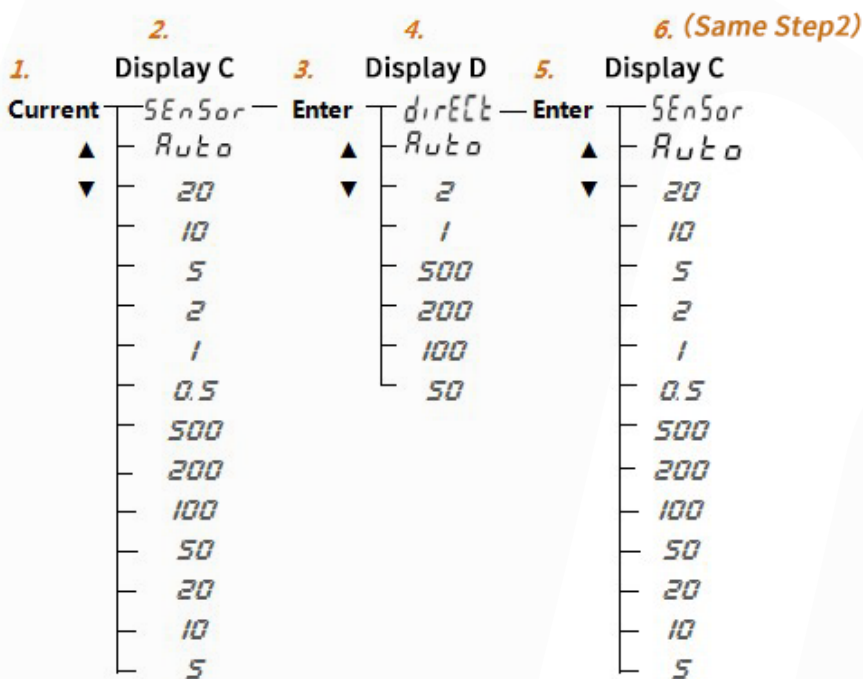 2. 4. 6. (Same Step2)
1. Display C 3. Display D 5. Display C
Current SEnSor Enter dirECt Enter SEnSor
▲ Auto ▲ Auto ▲ Auto
▼ 20 ▼ 2 ▼ 20
10 1 10
5 500 5
2 200 2
1 100 1
0.5 50 0.5
500 500
200 200
100 100
50 50
20 20
10 10
5 5